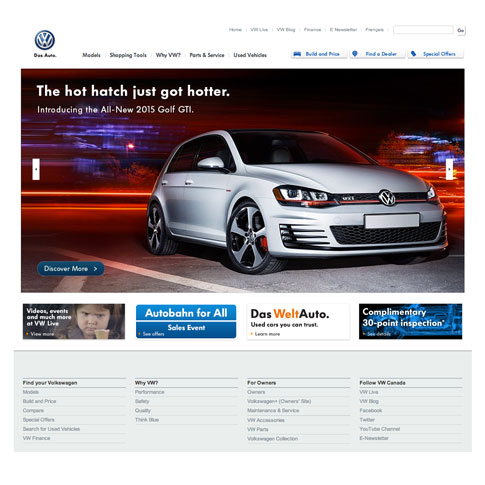 Home
VW Live
VW Blog
Finance
E-Newsletter
Français
Go
Das Auto.
Models
Shopping Tools
Why VW?
Parts & Service
Used Vehicles
Build and Price
Find a Dealer
Special Offers
The hot hatch just got hotter.
Introducing the All-New 2015 Golf GTI.
GTI
Discover More >
Videos, events
and much more
at VW Live
View more
Autobahn for All
Sales Event
See offers
Das WeltAuto.
Used cars you can trust.
Learn more
Complimentary
30-point inspection*
See details
Find your Volkswagen
Models
Build and Price
Compare
Special Offers
Search for Used Vehicles
VW Finance
Why VW?
Performance
Safety
Quality
Think Blue
For Owners
Owners
Volkswagen+ (Owners' Site)
Maintenance & Service
VW Accessories
VW Parts
Volkswagen Collection
Follow VW Canada
VW Live
VW Blog
Facebook
Twitter
YouTube Channel
E-Newsletter